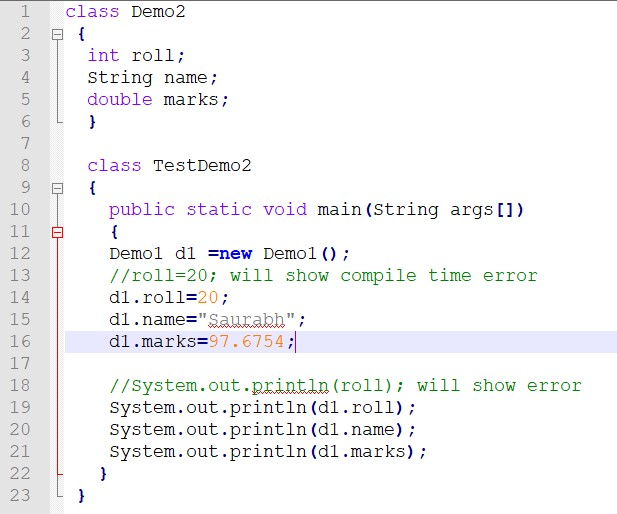 1 class Demo2
2 {
3 int roll;
4 String name;
5 double marks;
6 }
7
8 class TestDemo2
9 {
10 public static void main(String args[])
11 {
12 Demo1 d1 =new Demo1();
13 //roll=20; will show compile time error
14 d1.roll=20;
15 d1.name="Saurabh";
16 d1.marks=97.6754;
17
18 //System.out.println(roll); will show error
19 System.out.println(d1.roll);
20 System.out.println(d1.name);
21 System.out.println(d1.marks);
22 }
23 }